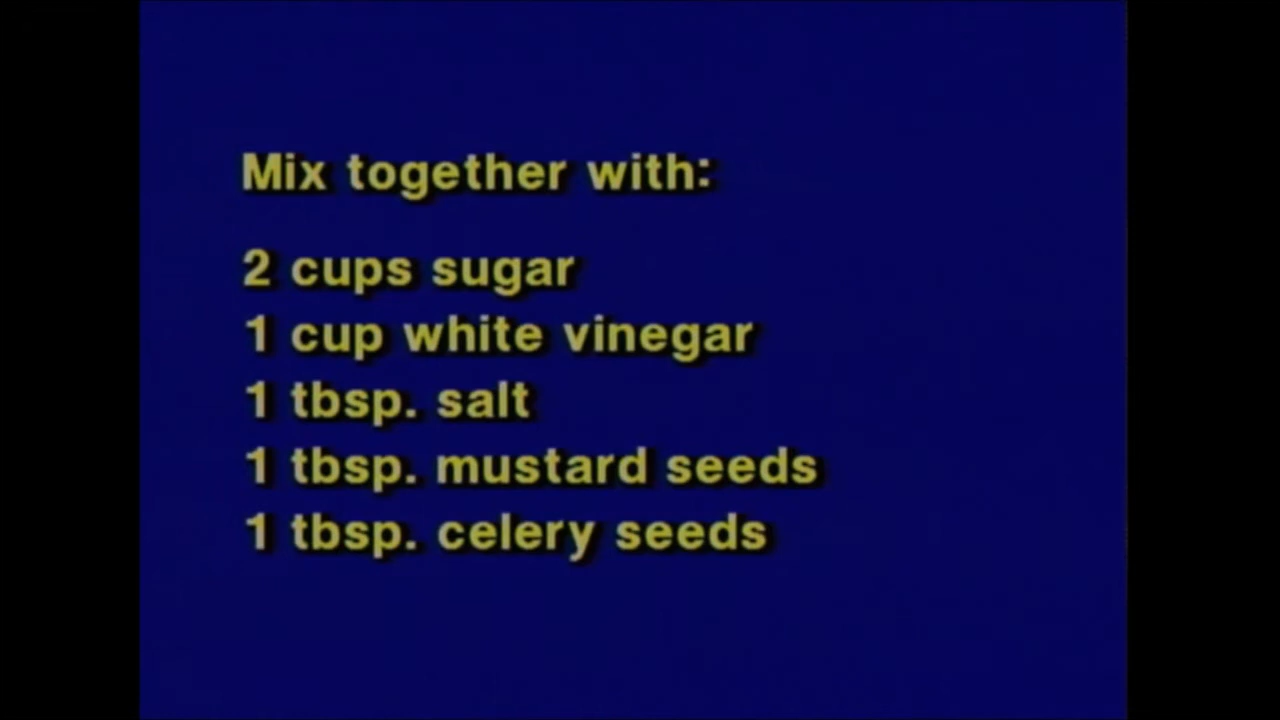 Mix together with:
2 cups sugar
1 cup white vinegar
1 tbsp. salt
1 tbsp. mustard seeds
1 tbsp. celery seeds